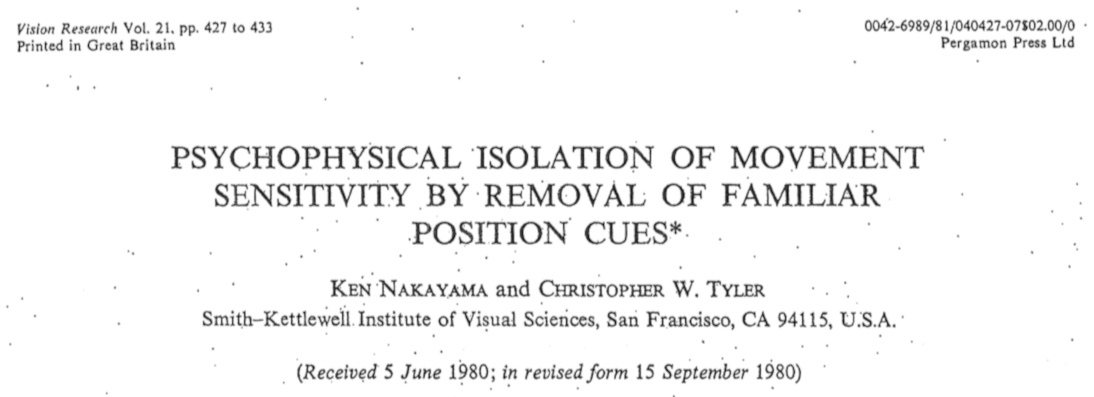 Vision Research Vol. 21, pp. 427 to 433
Printed in Great Britain
0042-6989/81/040427-07$02.00/0
Pergamon Press Ltd
PSYCHOPHYSICAL ISOLATION OF MOVEMENT
SENSITIVITY BY REMOVAL OF FAMILIAR
POSITION CUES*
KEN NAKAYAMA and CHRISTOPHER W. TYLER
Smith–Kettlewell Institute of Visual Sciences, San Francisco, CA 94115, U.S.A.
(Received 5 June 1980; in revised form 15 September 1980)